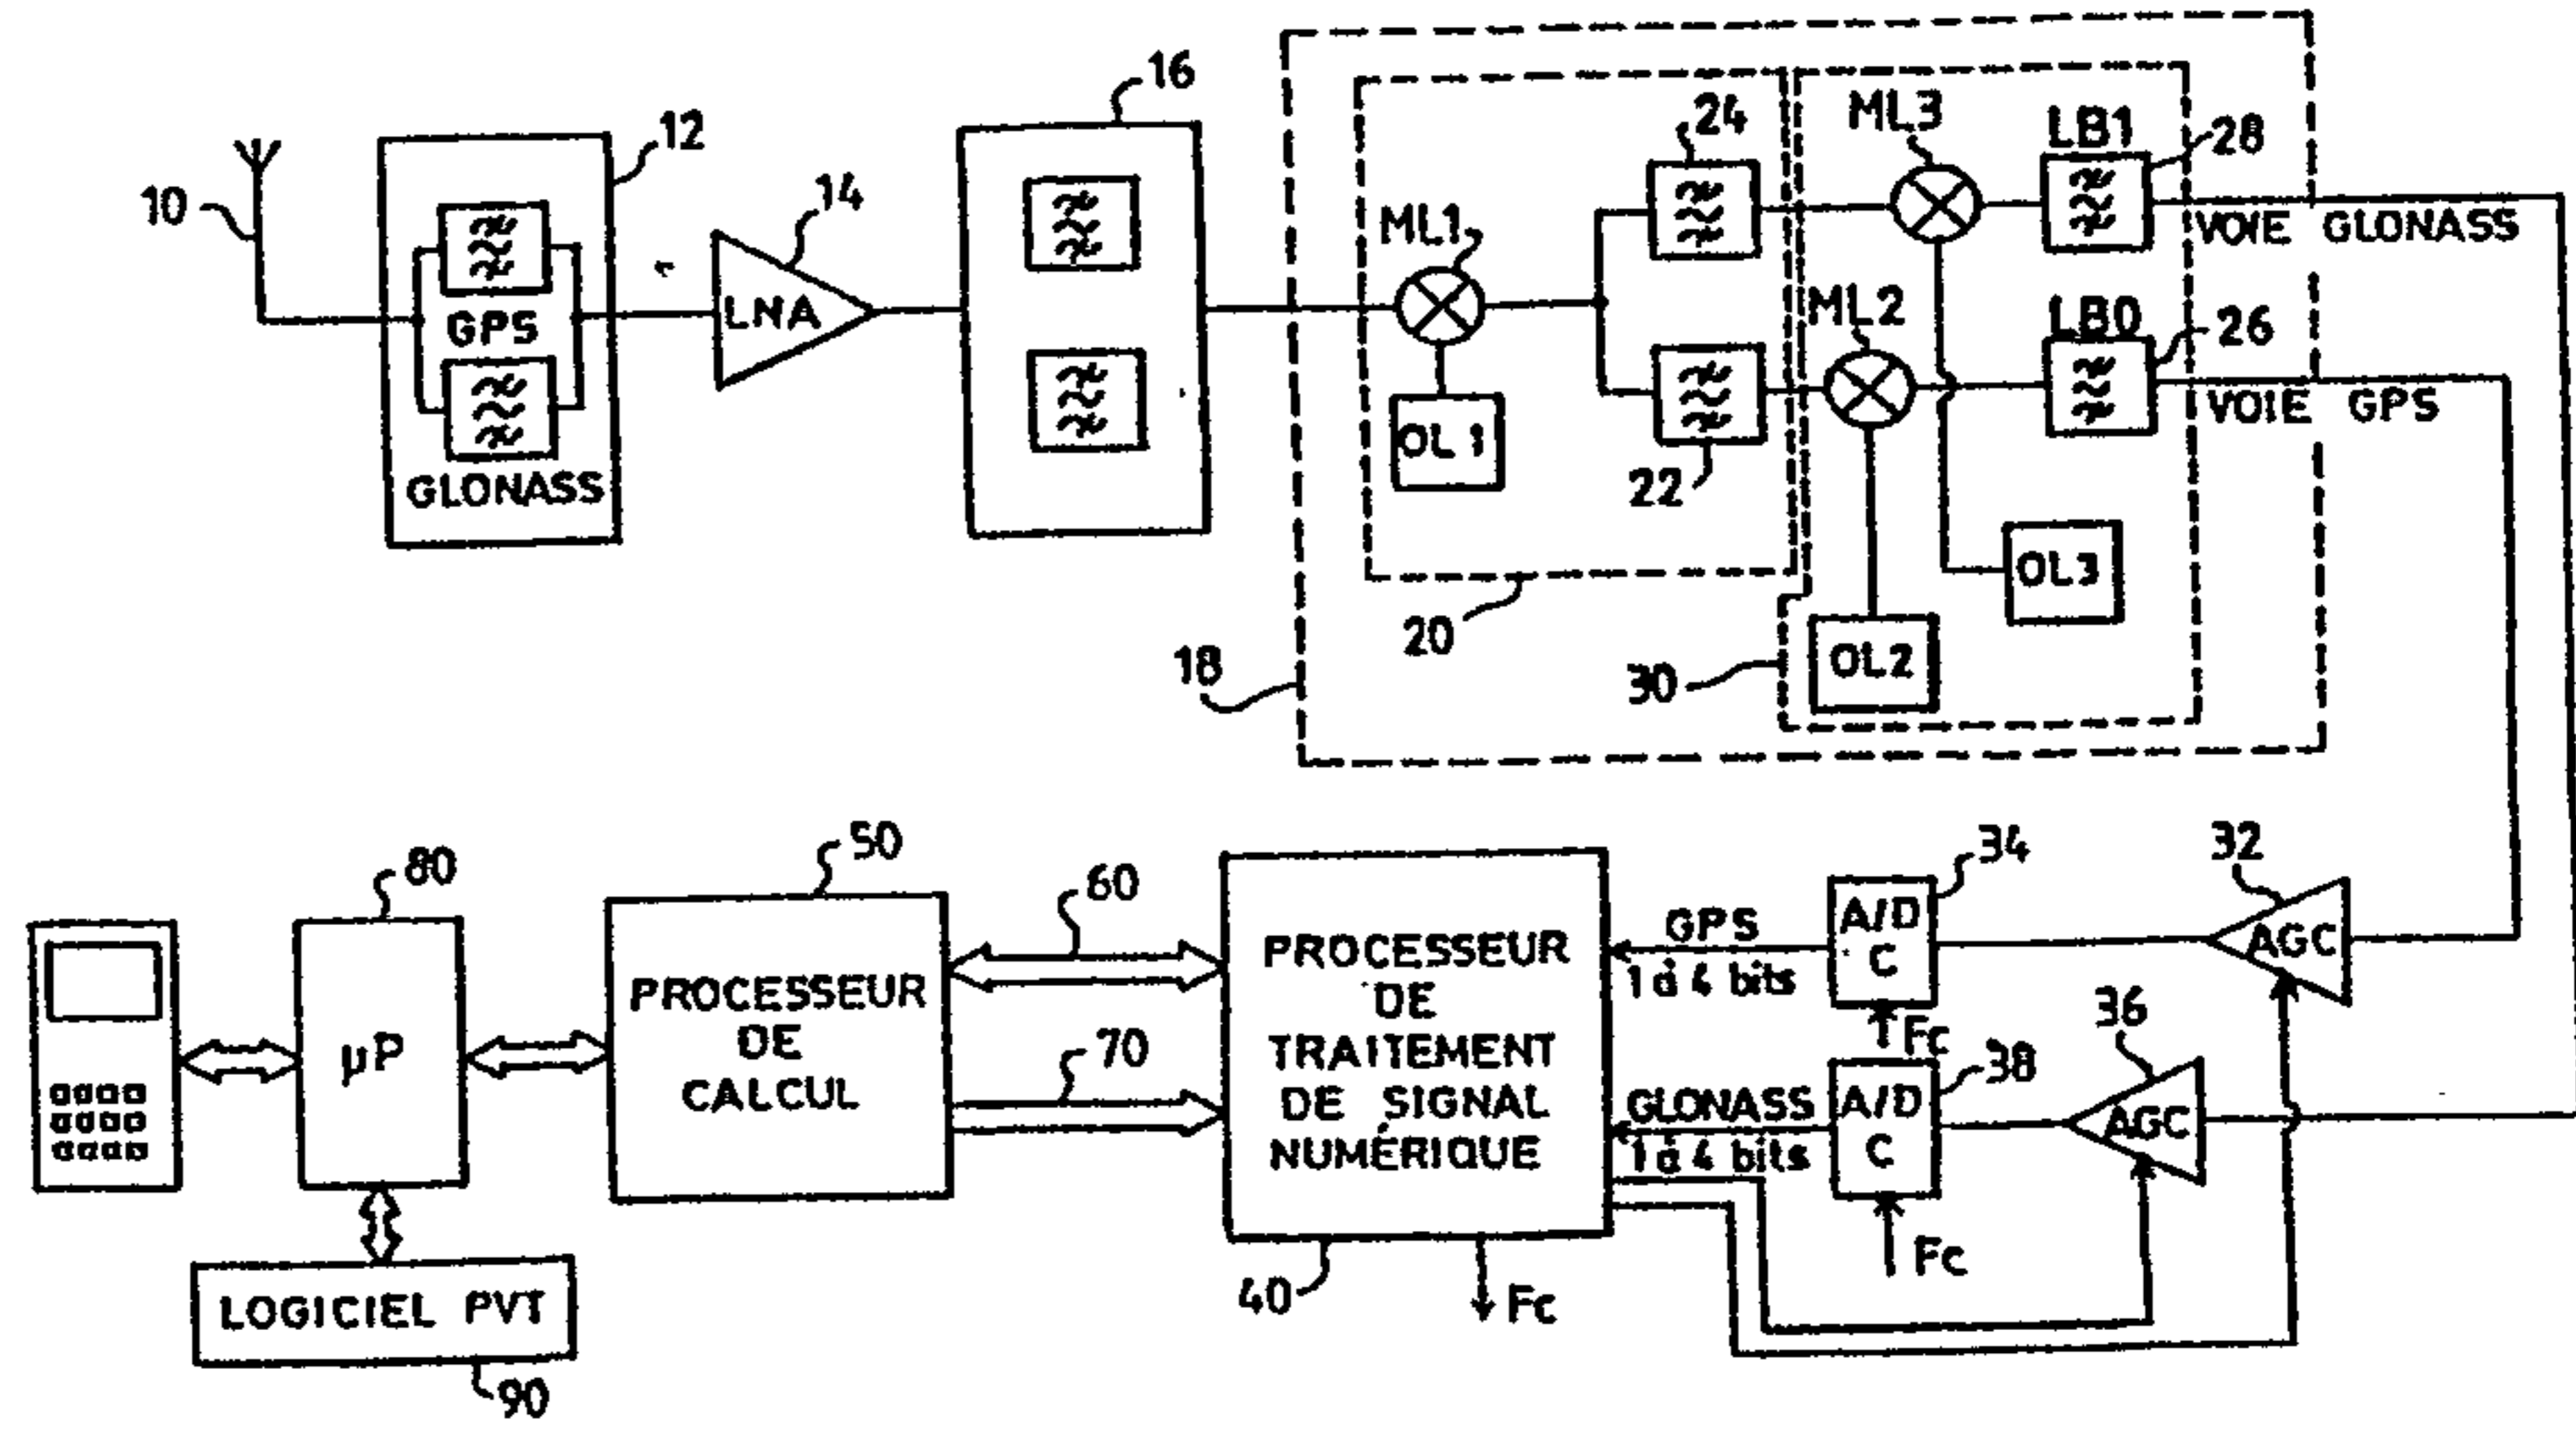 16
12
10
GPS
GLONASS
14
LNA
ML1
OL 1
24
22
20
18
ML3
LB1
28
VOIE GLONASS
ML2
LB0
26
VOIE GPS
OL3
OL2
30
80
µP
50
PROCESSEUR
DE
CALCUL
60
70
PROCESSEUR
DE
TRAITEMENT
DE SIGNAL
NUMÉRIQUE
40
Fc
GPS
1 à 4 bits
A/D
C
34
Fc
32
AGC
GLONASS
1 à 4 bits
A/D
C
38
Fc
36
AGC
LOGICIEL PVT
90